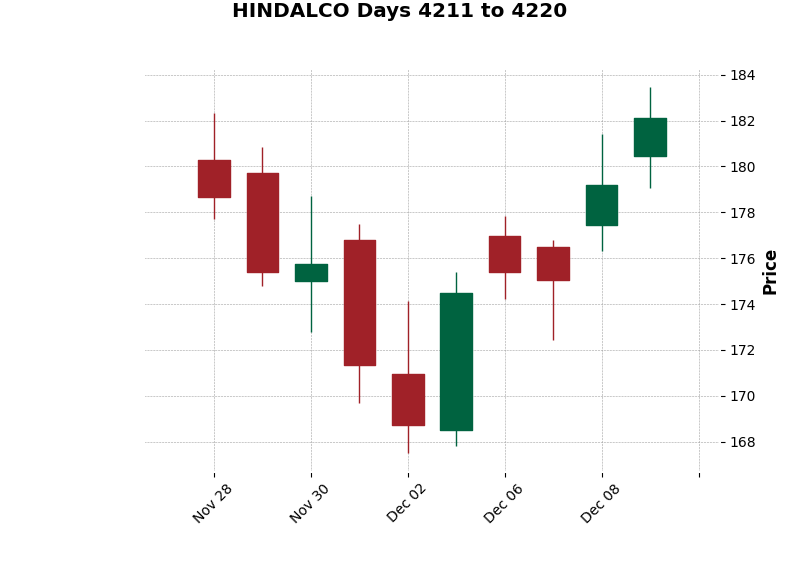 HINDALCO Days 4211 to 4220
184
182
180
178
176
174
172
170
168
Price
Nov 28
Nov 30
Dec 02
Dec 06
Dec 08